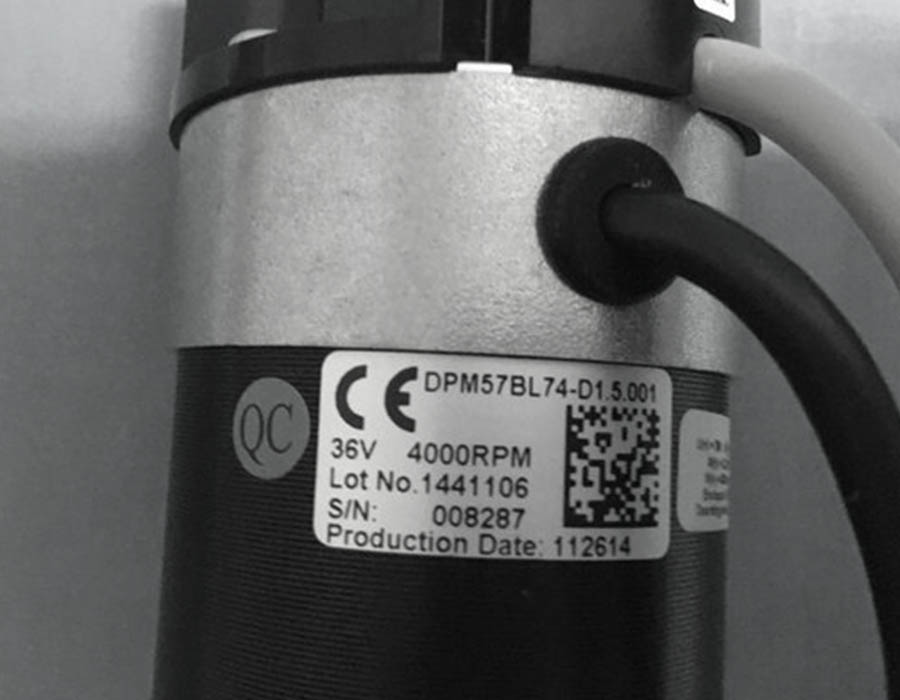 CE DPM57BL74-D1.5.001
QC
36V 4000RPM
Lot No.1441106
S/N: 008287
Production Date: 112614